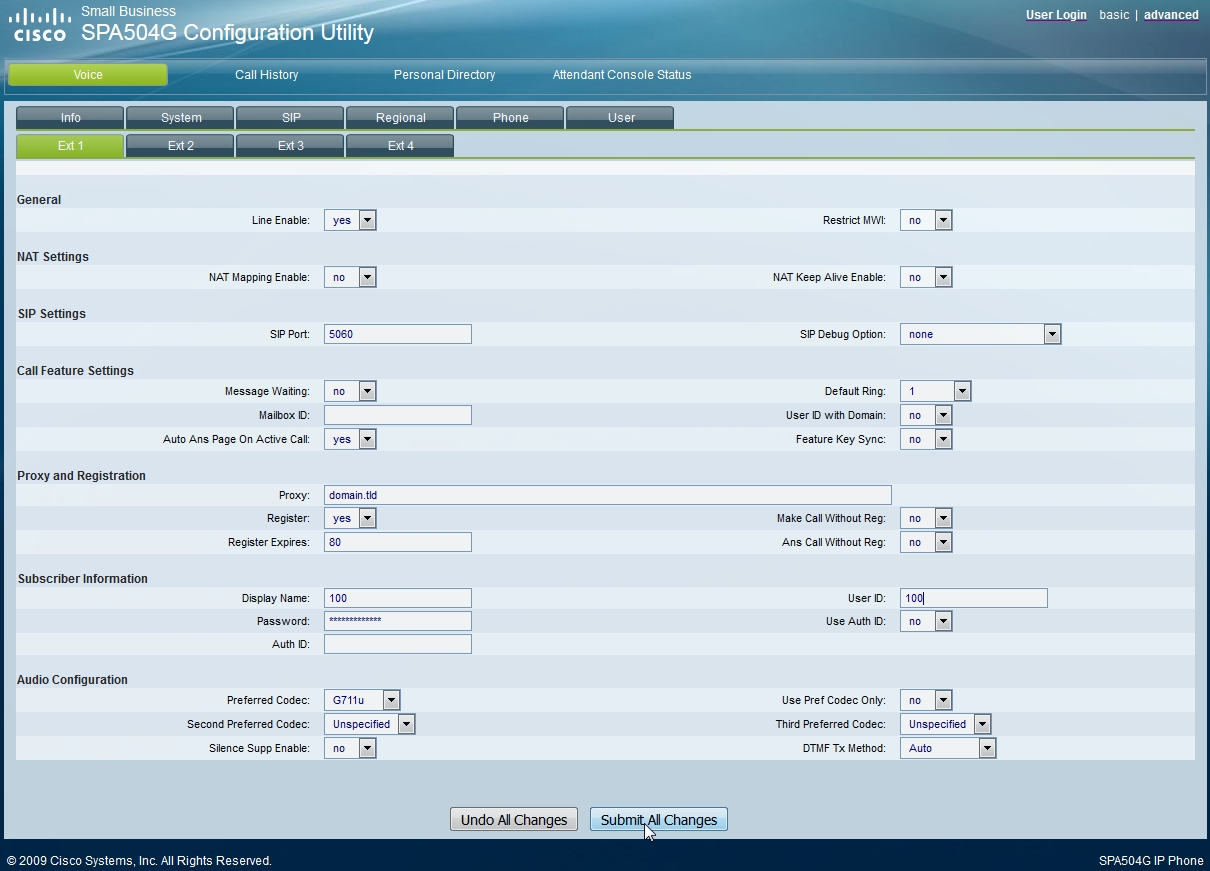 Small Business
CISCO SPA504G Configuration Utility
User Login basic | advanced
Voice Call History Personal Directory Attendant Console Status
Info System SIP Regional Phone User
Ext 1 Ext 2 Ext 3 Ext 4
General
Line Enable: yes Restrict MWI: no
NAT Settings
NAT Mapping Enable: no NAT Keep Alive Enable: no
SIP Settings
SIP Port: 5060 SIP Debug Option: none
Call Feature Settings
Message Waiting: no Default Ring: 1
Mailbox ID: User ID with Domain: no
Auto Ans Page On Active Call: yes Feature Key Sync: no
Proxy and Registration
Proxy: domain.tld
Register: yes Make Call Without Reg: no
Register Expires: 80 Ans Call Without Reg: no
Subscriber Information
Display Name: 100 User ID: 100
Password: ************* Use Auth ID: no
Auth ID:
Audio Configuration
Preferred Codec: G711u Use Pref Codec Only: no
Second Preferred Codec: Unspecified Third Preferred Codec: Unspecified
Silence Supp Enable: no DTMF Tx Method: Auto
Undo All Changes Submit All Changes
© 2009 Cisco Systems, Inc. All Rights Reserved. SPA504G IP Phone